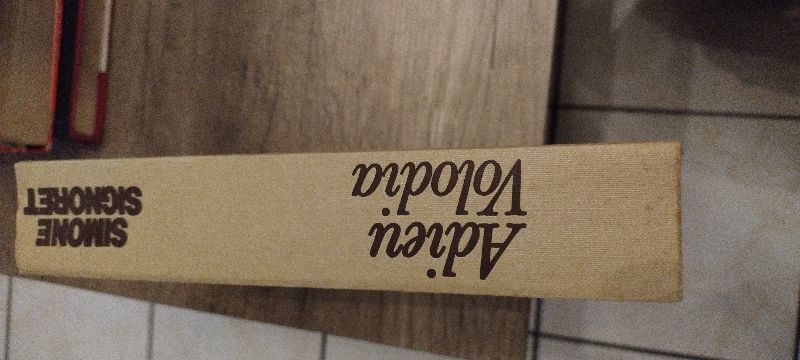 Adieu
Volodia
SIMONE
SIGNORET